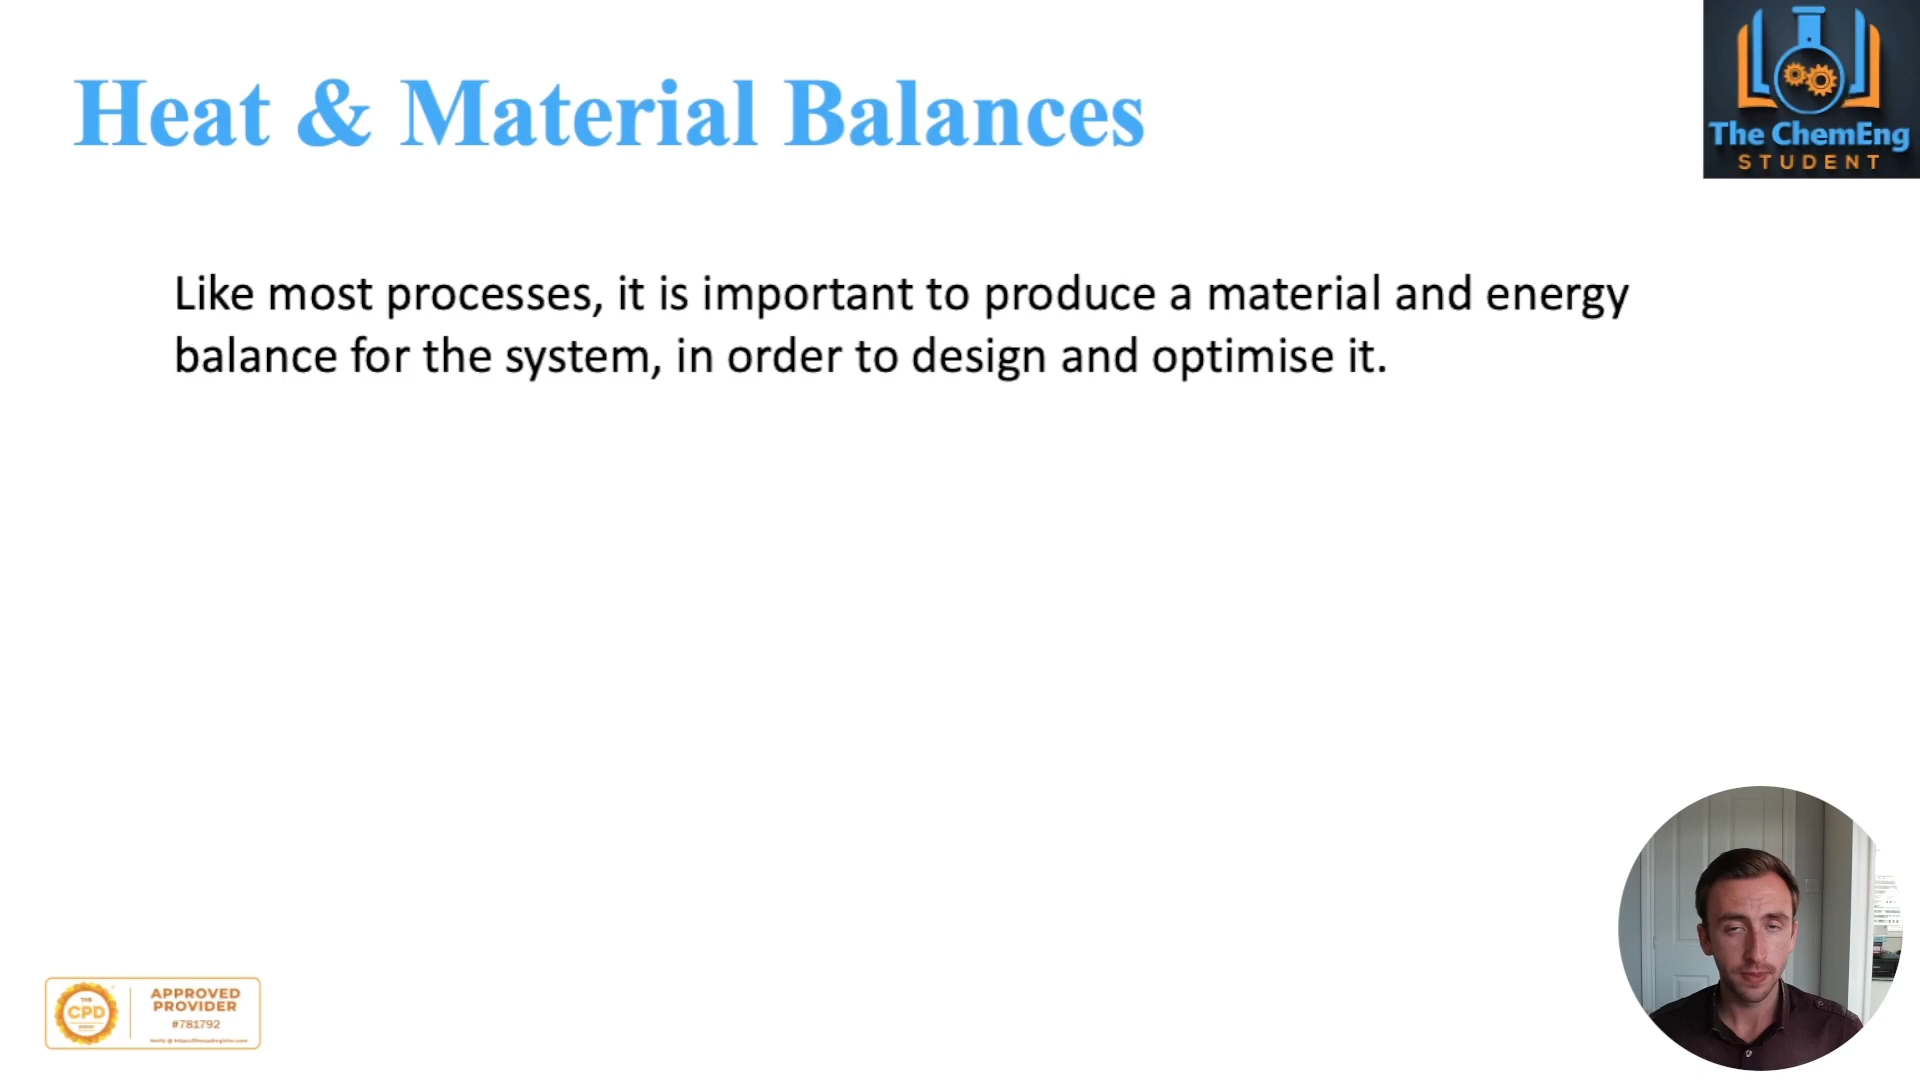 Heat & Material Balances
The ChemEng
STUDENT
Like most processes, it is important to produce a material and energy
balance for the system, in order to design and optimise it.
THE
CPD
APPROVED
PROVIDER
#781792